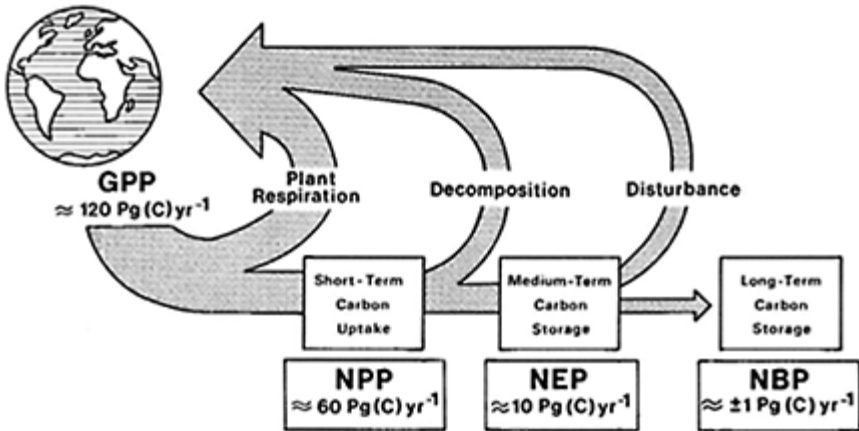 GPP
≈ 120 Pg (C) yr⁻¹
Plant
Respiration
Decomposition
Disturbance
Short-Term
Carbon
Uptake
Medium-Term
Carbon
Storage
Long-Term
Carbon
Storage
NPP
≈ 60 Pg (C) yr⁻¹
NEP
≈ 10 Pg (C) yr⁻¹
NBP
≈ ±1 Pg (C) yr⁻¹